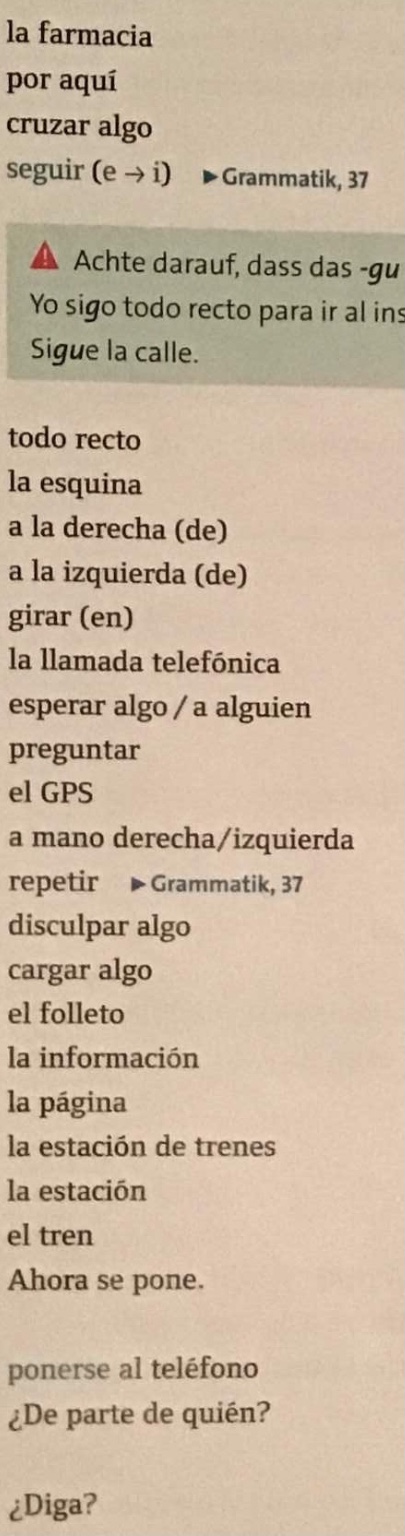 la farmacia
por aquí
cruzar algo
seguir (e → i) ▶ Grammatik, 37
Achte darauf, dass das -gu
Yo sigo todo recto para ir al ins
Sigue la calle.
todo recto
la esquina
a la derecha (de)
a la izquierda (de)
girar (en)
la llamada telefónica
esperar algo / a alguien
preguntar
el GPS
a mano derecha/izquierda
repetir ▶ Grammatik, 37
disculpar algo
cargar algo
el folleto
la información
la página
la estación de trenes
la estación
el tren
Ahora se pone.
ponerse al teléfono
¿De parte de quién?
¿Diga?